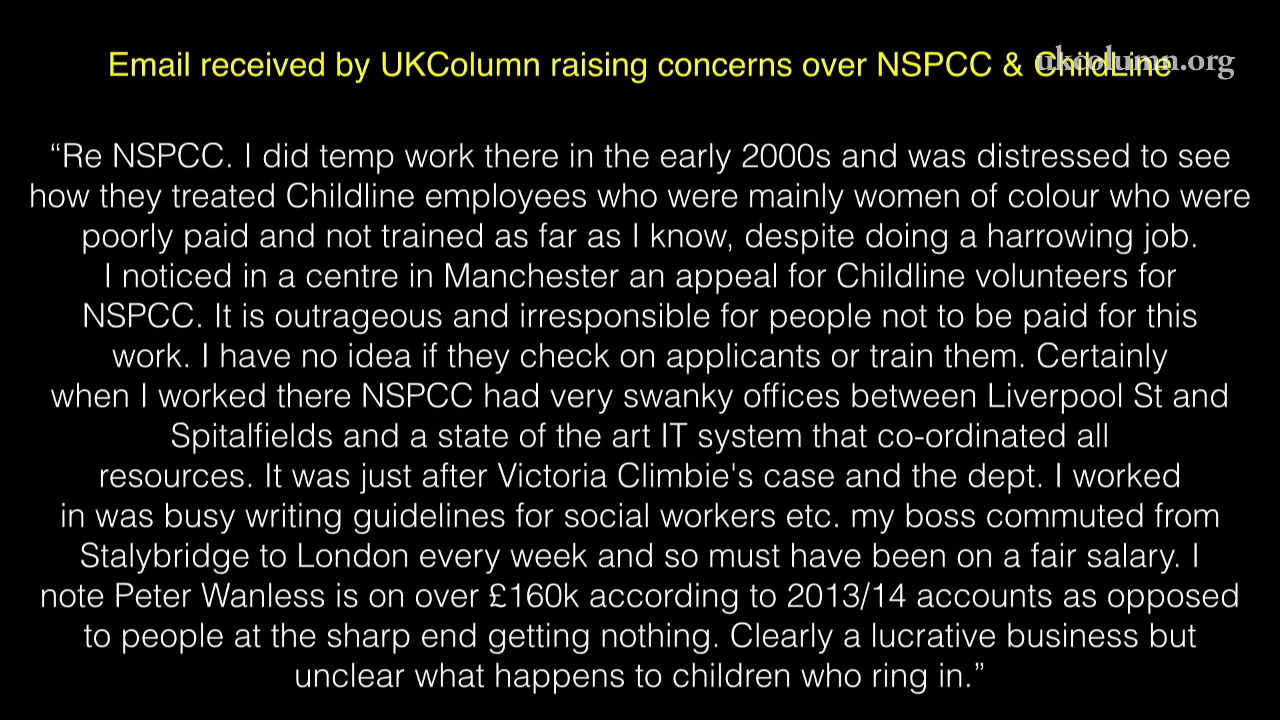 Email received by UKColumn raising concerns over NSPCC & ChildLine
ukcolumn.org
“Re NSPCC. I did temp work there in the early 2000s and was distressed to see
how they treated Childline employees who were mainly women of colour who were
poorly paid and not trained as far as I know, despite doing a harrowing job.
I noticed in a centre in Manchester an appeal for Childline volunteers for
NSPCC. It is outrageous and irresponsible for people not to be paid for this
work. I have no idea if they check on applicants or train them. Certainly
when I worked there NSPCC had very swanky offices between Liverpool St and
Spitalfields and a state of the art IT system that co-ordinated all
resources. It was just after Victoria Climbie's case and the dept. I worked
in was busy writing guidelines for social workers etc. my boss commuted from
Stalybridge to London every week and so must have been on a fair salary. I
note Peter Wanless is on over £160k according to 2013/14 accounts as opposed
to people at the sharp end getting nothing. Clearly a lucrative business but
unclear what happens to children who ring in.”